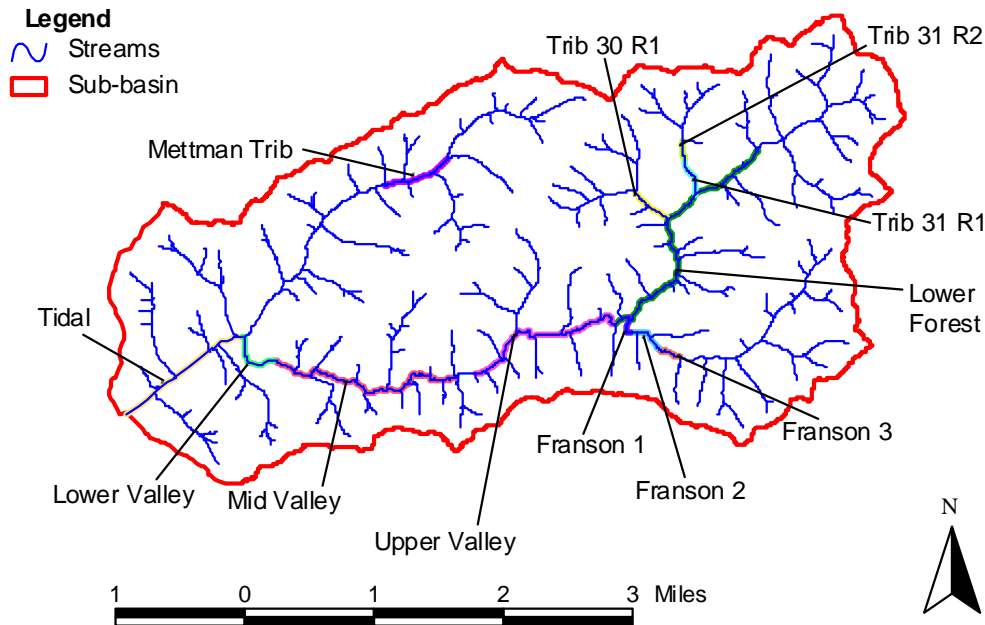 Legend
Streams
Sub-basin
Trib 30 R1
Trib 31 R2
Mettman Trib
Trib 31 R1
Lower
Forest
Tidal
Franson 1
Franson 3
Franson 2
Lower Valley
Mid Valley
Upper Valley
N
1 0 1 2 3 Miles